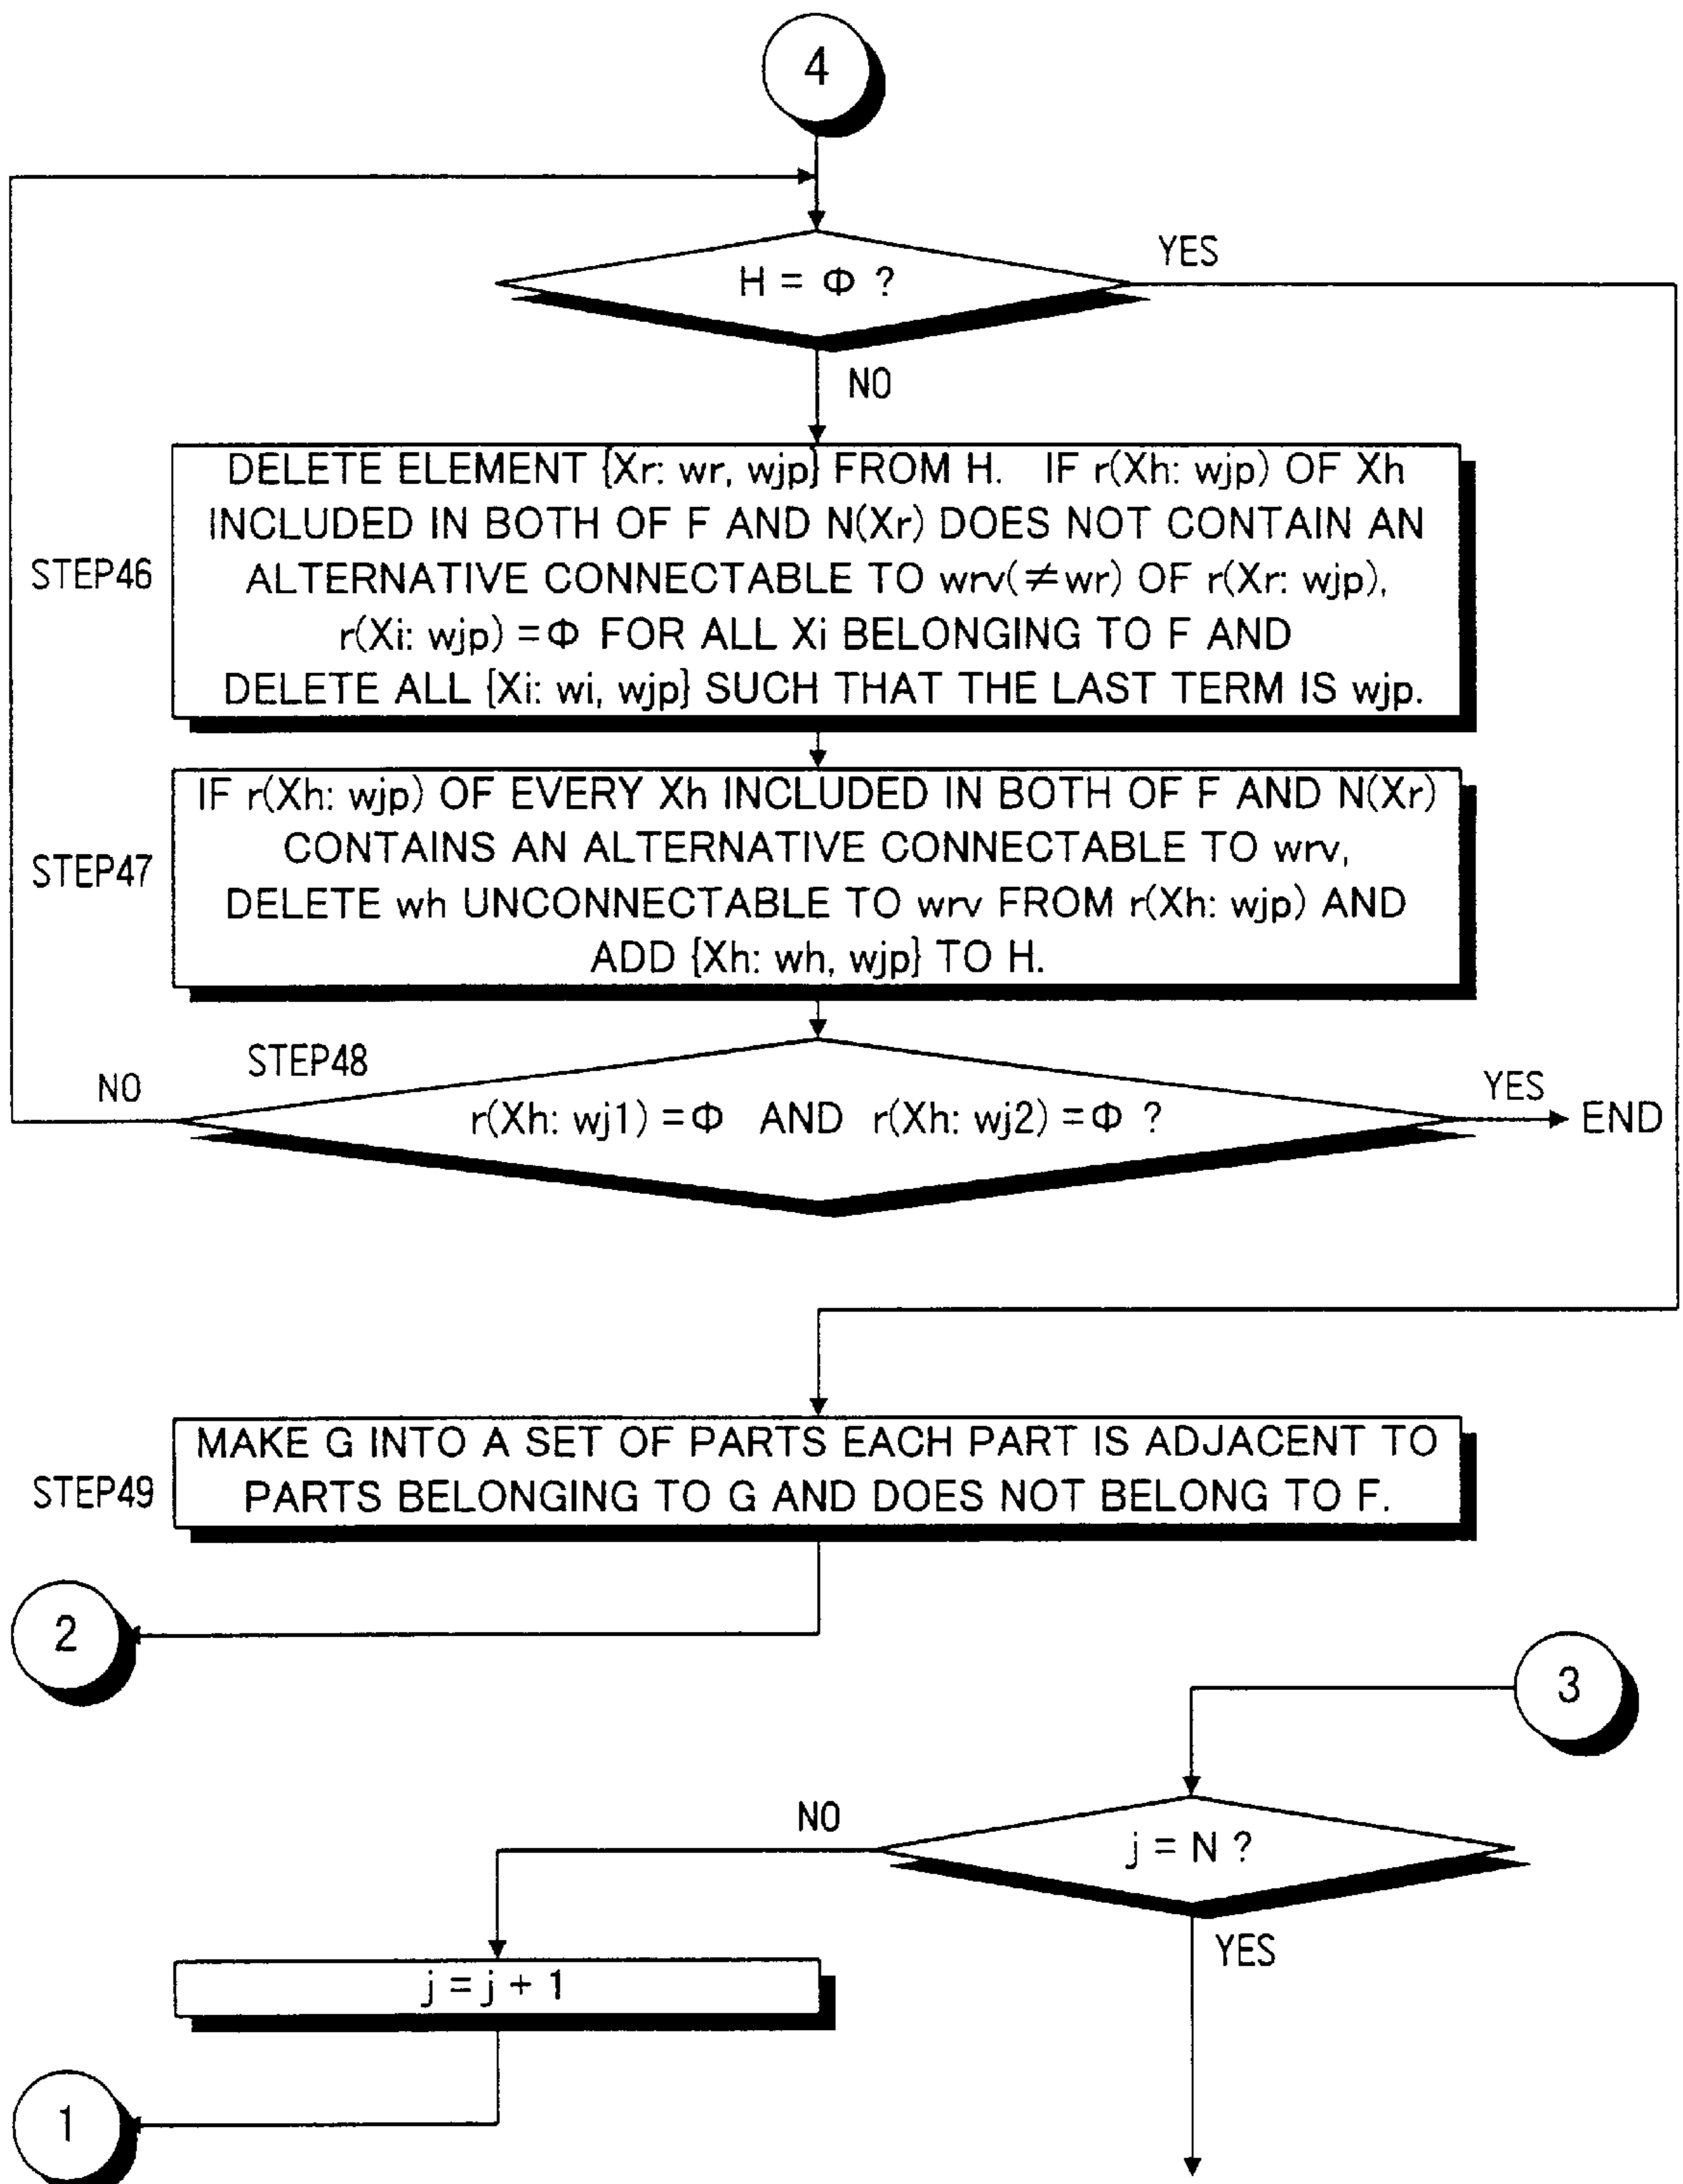 4
H = Φ ?
YES
NO
STEP46
DELETE ELEMENT {Xr: wr, wjp} FROM H. IF r(Xh: wjp) OF Xh
INCLUDED IN BOTH OF F AND N(Xr) DOES NOT CONTAIN AN
ALTERNATIVE CONNECTABLE TO wrv(≠wr) OF r(Xr: wjp),
r(Xi: wjp) =Φ FOR ALL Xi BELONGING TO F AND
DELETE ALL {Xi: wi, wjp} SUCH THAT THE LAST TERM IS wjp.
STEP47
IF r(Xh: wjp) OF EVERY Xh INCLUDED IN BOTH OF F AND N(Xr)
CONTAINS AN ALTERNATIVE CONNECTABLE TO wrv,
DELETE wh UNCONNECTABLE TO wrv FROM r(Xh: wjp) AND
ADD {Xh: wh, wjp} TO H.
STEP48
NO
r(Xh: wj1) =Φ AND r(Xh: wj2) =Φ ?
YES
END
STEP49
MAKE G INTO A SET OF PARTS EACH PART IS ADJACENT TO
PARTS BELONGING TO G AND DOES NOT BELONG TO F.
2
3
NO
j = N ?
YES
j = j + 1
1